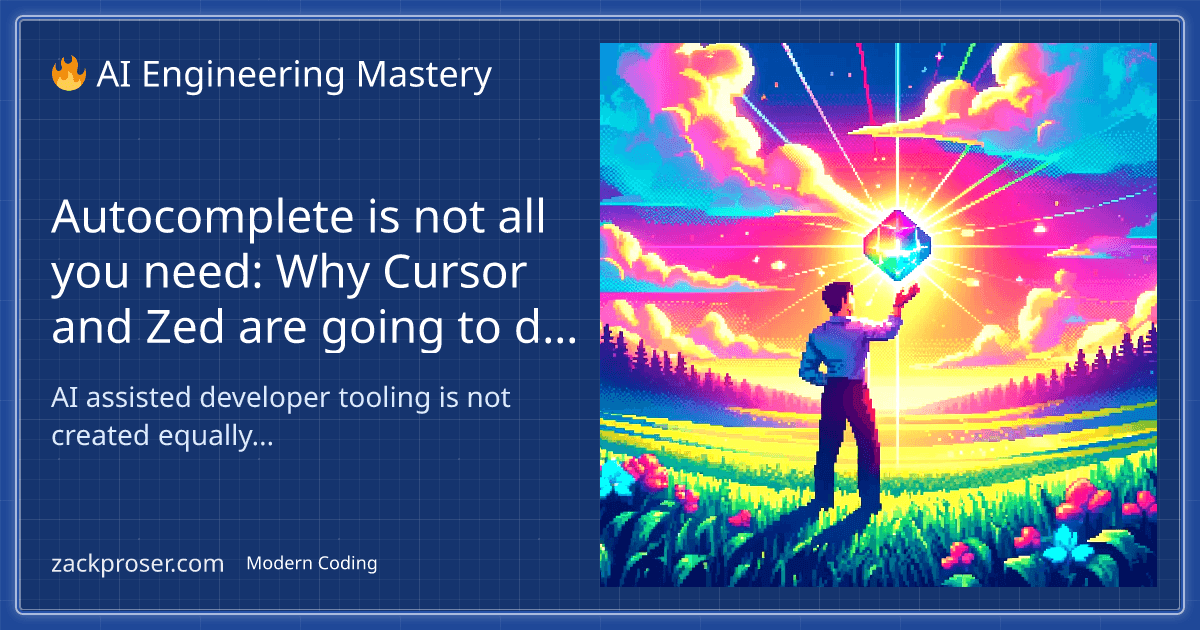 🔥 AI Engineering Mastery
Autocomplete is not all
you need: Why Cursor
and Zed are going to d...
AI assisted developer tooling is not
created equally...
zackproser.com Modern Coding